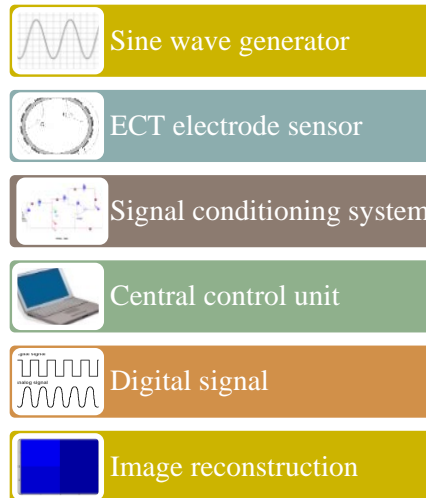 Sine wave generator
ECT electrode sensor
Signal conditioning system
Central control unit
Digital signal
Image reconstruction